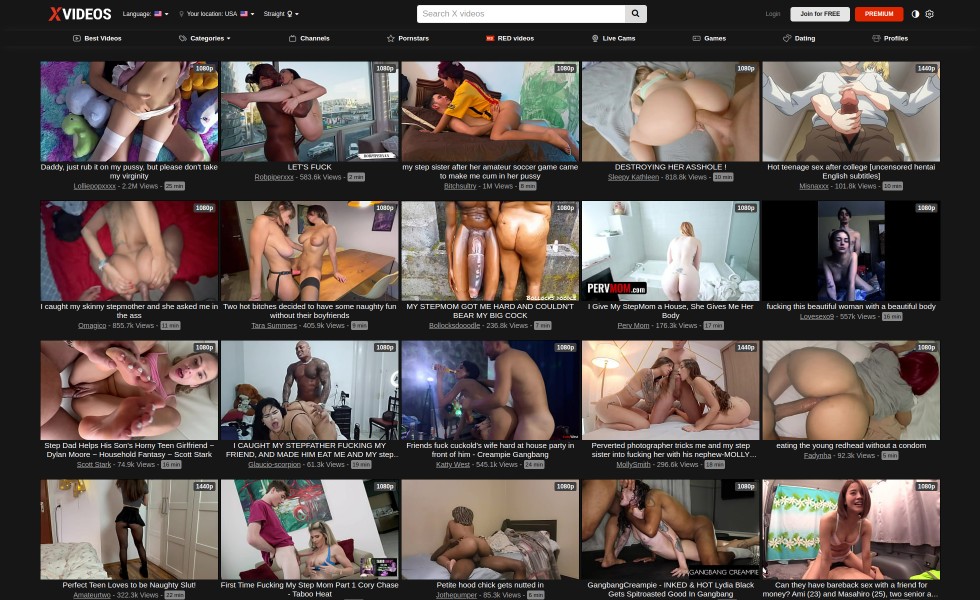 XVIDEOS
Language:
Your location: USA
Straight
Search X videos
Login
Join for FREE
PREMIUM
Best Videos
Categories
Channels
Pornstars
RED videos
Live Cams
Games
Dating
Profiles
1080p
1080p
1080p
1080p
1440p
Daddy, just rub it on my pussy, but please don't take
my virginity
2.2M Views - 25 min
LET'S FUCK
Robpiperxxx - 583.6k Views - 2 min
my step sister after her amateur soccer game came
to make me cum in her pussy
Bitchsultry - 1M Views - 8 min
DESTROYING HER ASSHOLE !
Sleepy Kathleen - 818.8k Views - 10 min
Hot teenage sex after college [uncensored hentai
English subtitles]
Misnaxxx - 101.8k Views - 10 min
1080p
1080p
1080p
1080p
1080p
PERVMOM.com
I caught my skinny stepmother and she asked me in
the ass
Omagico - 855.7k Views - 11 min
Two hot bitches decided to have some naughty fun
without their boyfriends
Tara Summers - 405.9k Views - 9 min
MY STEPMOM GOT ME HARD AND COULDN'T
BEAR MY BIG COCK
Bollocksdooodle - 236.8k Views - 7 min
I Give My StepMom a House, She Gives Me Her
Body
Perv Mom - 176.3k Views - 17 min
fucking this beautiful woman with a beautiful body
Lovesexo9 - 557k Views - 16 min
1080p
1080p
1080p
1440p
1080p
Step Dad Helps His Son's Horny Teen Girlfriend ~
Dylan Moore ~ Household Fantasy ~ Scott Stark
Scott Stark - 74.9k Views - 16 min
I CAUGHT MY STEPFATHER FUCKING MY
FRIEND, AND MADE HIM EAT ME AND MY step...
Glaucio-scorpion - 61.3k Views - 19 min
Friends fuck cuckold's wife hard at house party in
front of him - Creampie Gangbang
Katty West - 545.1k Views - 24 min
Perverted photographer tricks me and my step
sister into fucking her with his nephew-MOLLY...
MollySmith - 296.6k Views - 18 min
eating the young redhead without a condom
Fadynha - 92.3k Views - 5 min
1440p
1080p
1080p
1080p
1080p
GANGBANG CREAMPIE
Perfect Teen Loves to be Naughty Slut!
Amasteurtwo - 322.3k Views - 22 min
First Time Fucking My Step Mom Part 1 Cory Chase
- Taboo Heat
Petite hood chick gets nutted in
Jothepumper - 85.3k Views - 6 min
GangbangCreampie - INKED & HOT Lydia Black
Gets Spitroasted Good In Gangbang
Can they have bareback sex with a friend for
money? Ami (23) and Masahiro (25), two senior a...